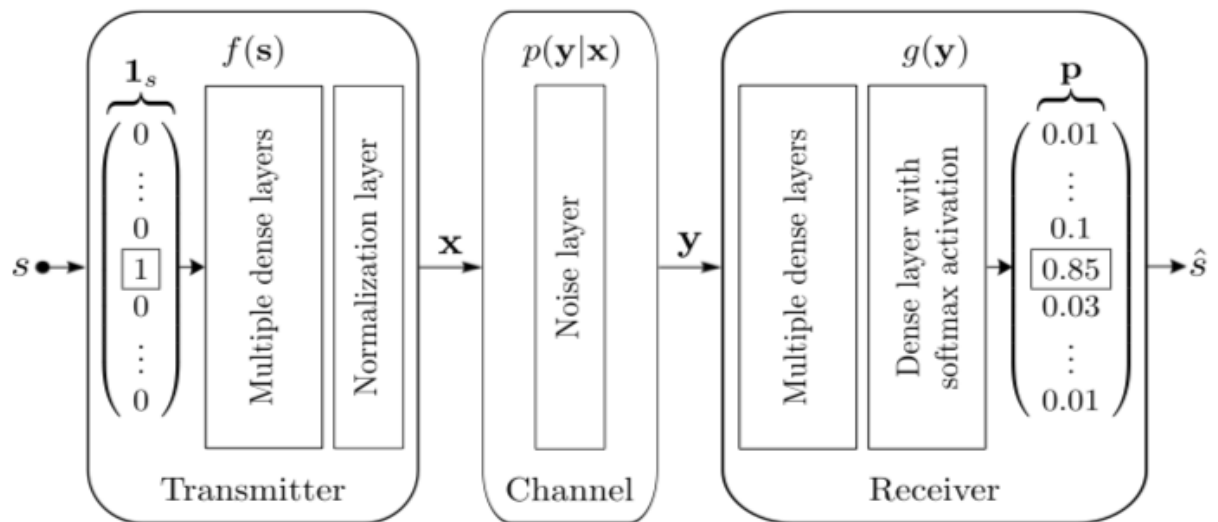 f(s)
1ₛ
0
⋮
0
1
0
⋮
0
s
Multiple dense layers
Normalization layer
Transmitter
x
p(y|x)
Noise layer
Channel
y
g(y)
Multiple dense layers
Dense layer with
softmax activation
p
0.01
⋮
0.1
0.85
0.03
⋮
0.01
Receiver
ŝ